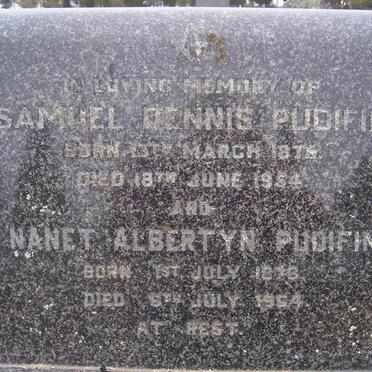 IN LOVING MEMORY OF
SAMUEL DENNIS PUDIFIN
BORN 13TH MARCH 1875.
DIED 18TH JUNE 1954
AND
NANET ALBERTYN PUDIFIN
BORN 1ST JULY 1878
DIED 6TH JULY 1964
AT REST